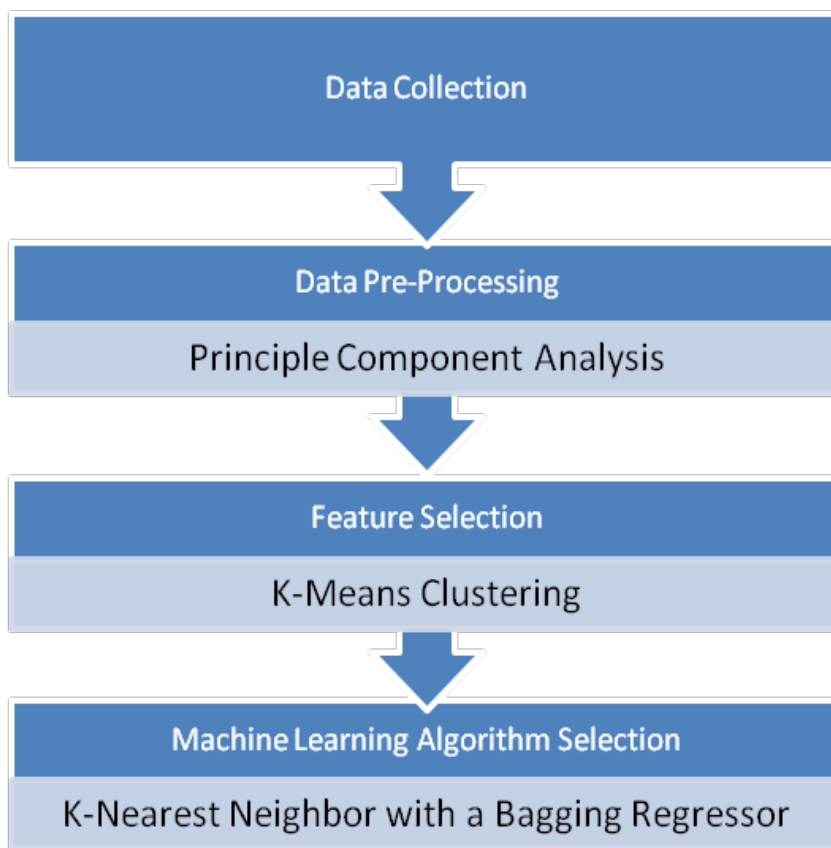 Data Collection
Data Pre-Processing
Principle Component Analysis
Feature Selection
K-Means Clustering
Machine Learning Algorithm Selection
K-Nearest Neighbor with a Bagging Regressor